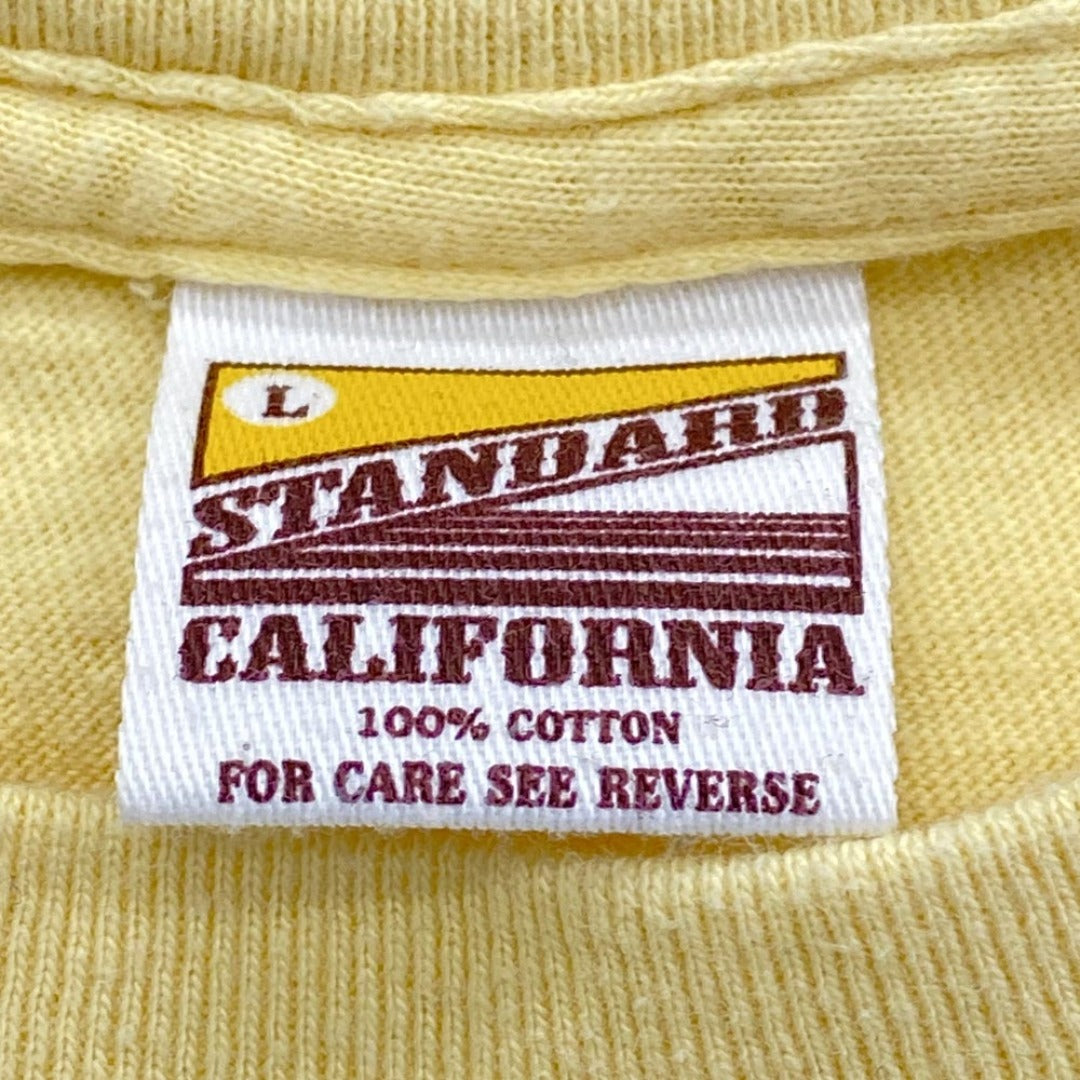 L
STANDARD
CALIFORNIA
100% COTTON
FOR CARE SEE REVERSE